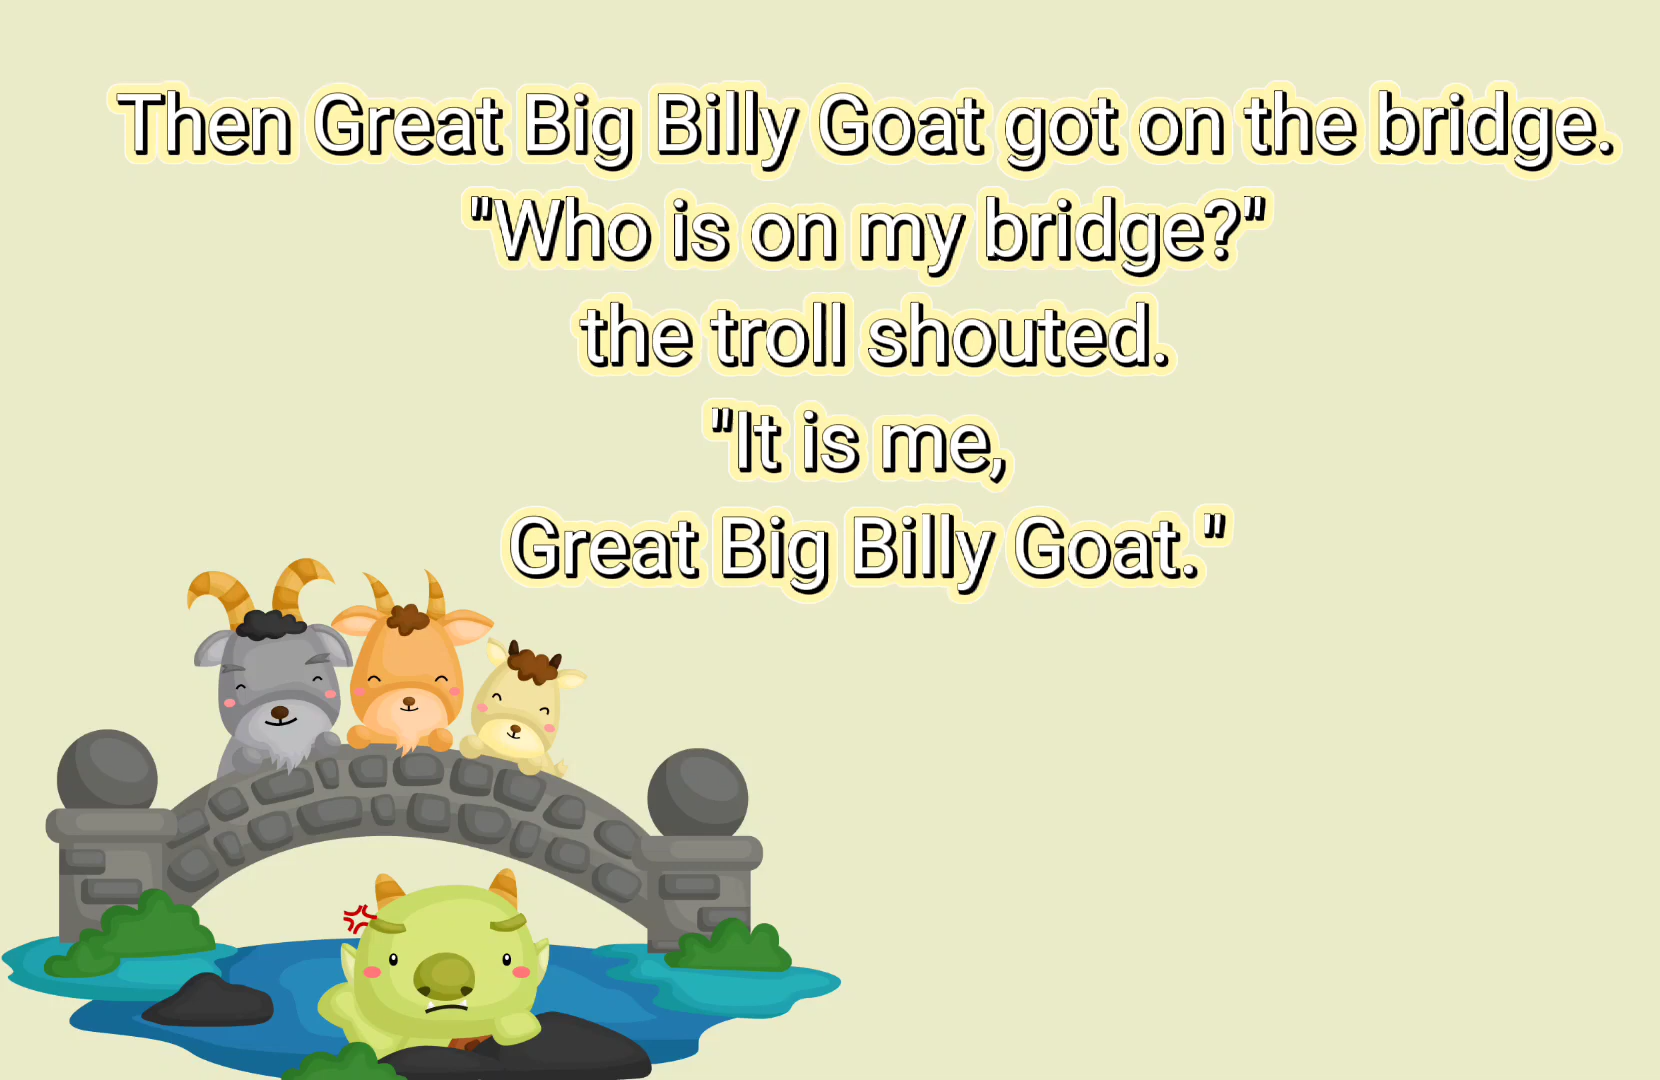 Then Great Big Billy Goat got on the bridge.
"Who is on my bridge?"
the troll shouted.
"It is me,
Great Big Billy Goat."